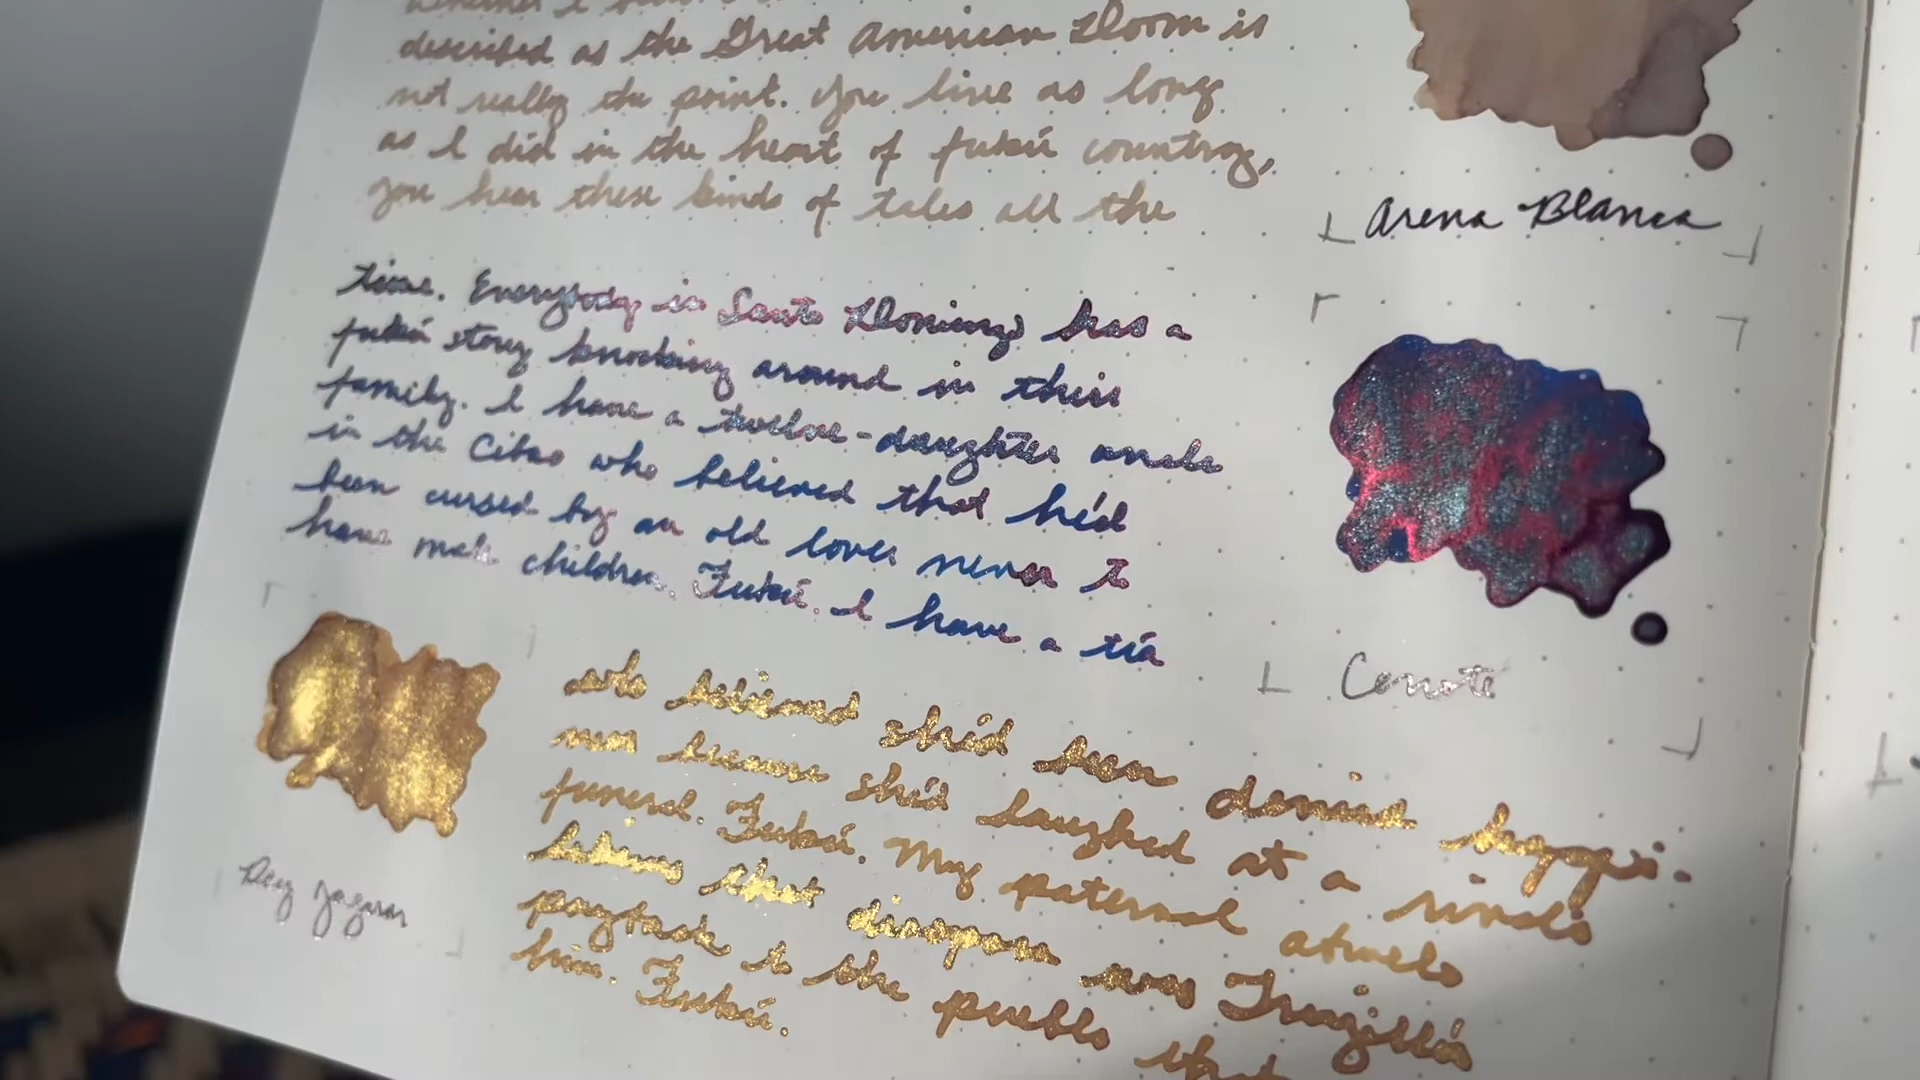 described as the Great American Doom is
not really the point. You live as long
as I did in the heart of fukú country,
you hear these kinds of tales all the
Arena Blanca
time. Everybody in Santo Domingo has a
fukú story knocking around in their
family. I have a twelve-daughter uncle
in the Cibao who believed that he'd
been cursed by an old lover never to
have male children. Fukú. I have a tía
Cenote
who believed she'd been denied happi-
ness because she'd laughed at a rival's
funeral. Fukú. My paternal abuelo
believes that diaspora was Trujillo's
payback to the pueblo that
him. Fukú.
Rey Jaguar